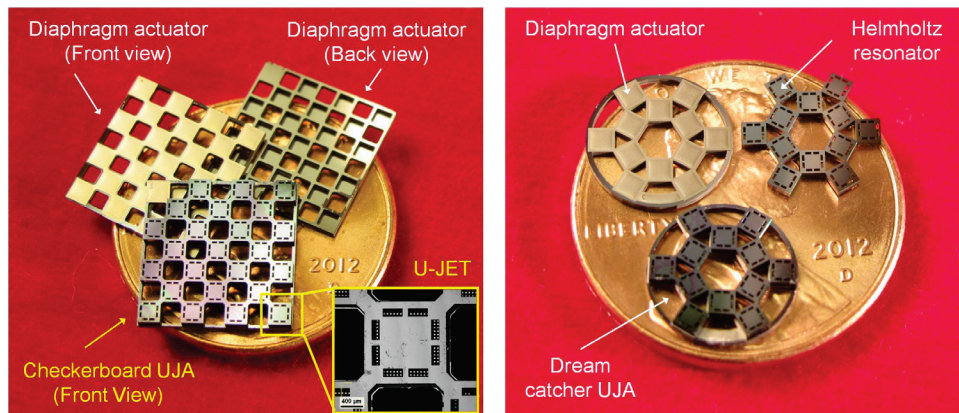 Diaphragm actuator
(Front view)
Diaphragm actuator
(Back view)
2012
D
U-JET
400 μm
Checkerboard UJA
(Front View)
Diaphragm actuator
Helmholtz
resonator
WE
LIBERTY
2012
D
Dream
catcher UJA